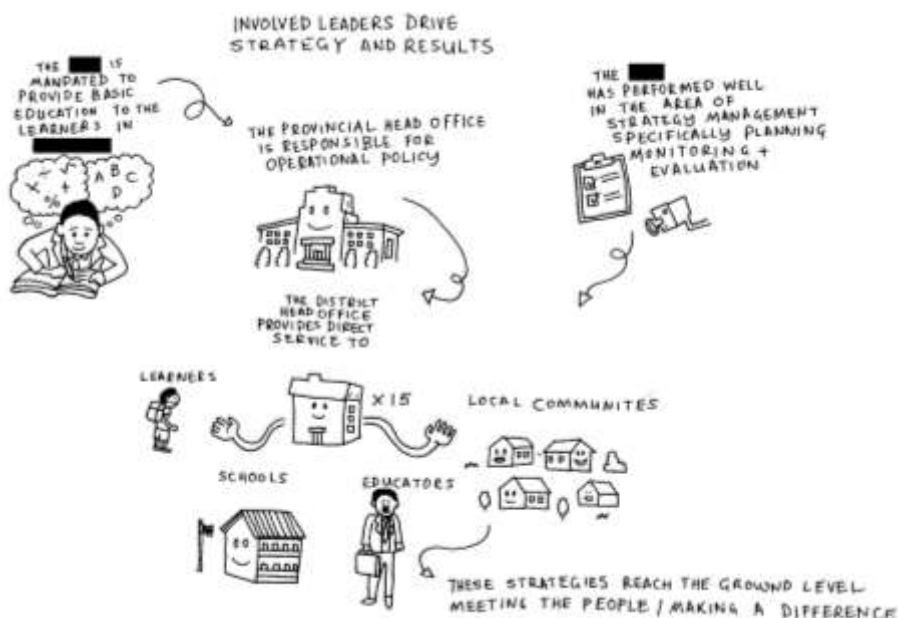 INVOLVED LEADERS DRIVE
STRATEGY AND RESULTS
THE IS
MANDATED TO
PROVIDE BASIC
EDUCATION TO THE
LEARNERS IN
X - √
+
%
A B C
D
THE PROVINCIAL HEAD OFFICE
IS RESPONSIBLE FOR
OPERATIONAL POLICY
THE
HAS PERFORMED WELL
IN THE AREA OF
STRATEGY MANAGEMENT
SPECIFICALLY PLANNING
MONITORING +
EVALUATION
THE DISTRICT
HEAD OFFICE
PROVIDES DIRECT
SERVICE TO
LEARNERS
X15
LOCAL COMMUNITES
SCHOOLS
EDUCATORS
THESE STRATEGIES REACH THE GROUND LEVEL
MEETING THE PEOPLE / MAKING A DIFFERENCE